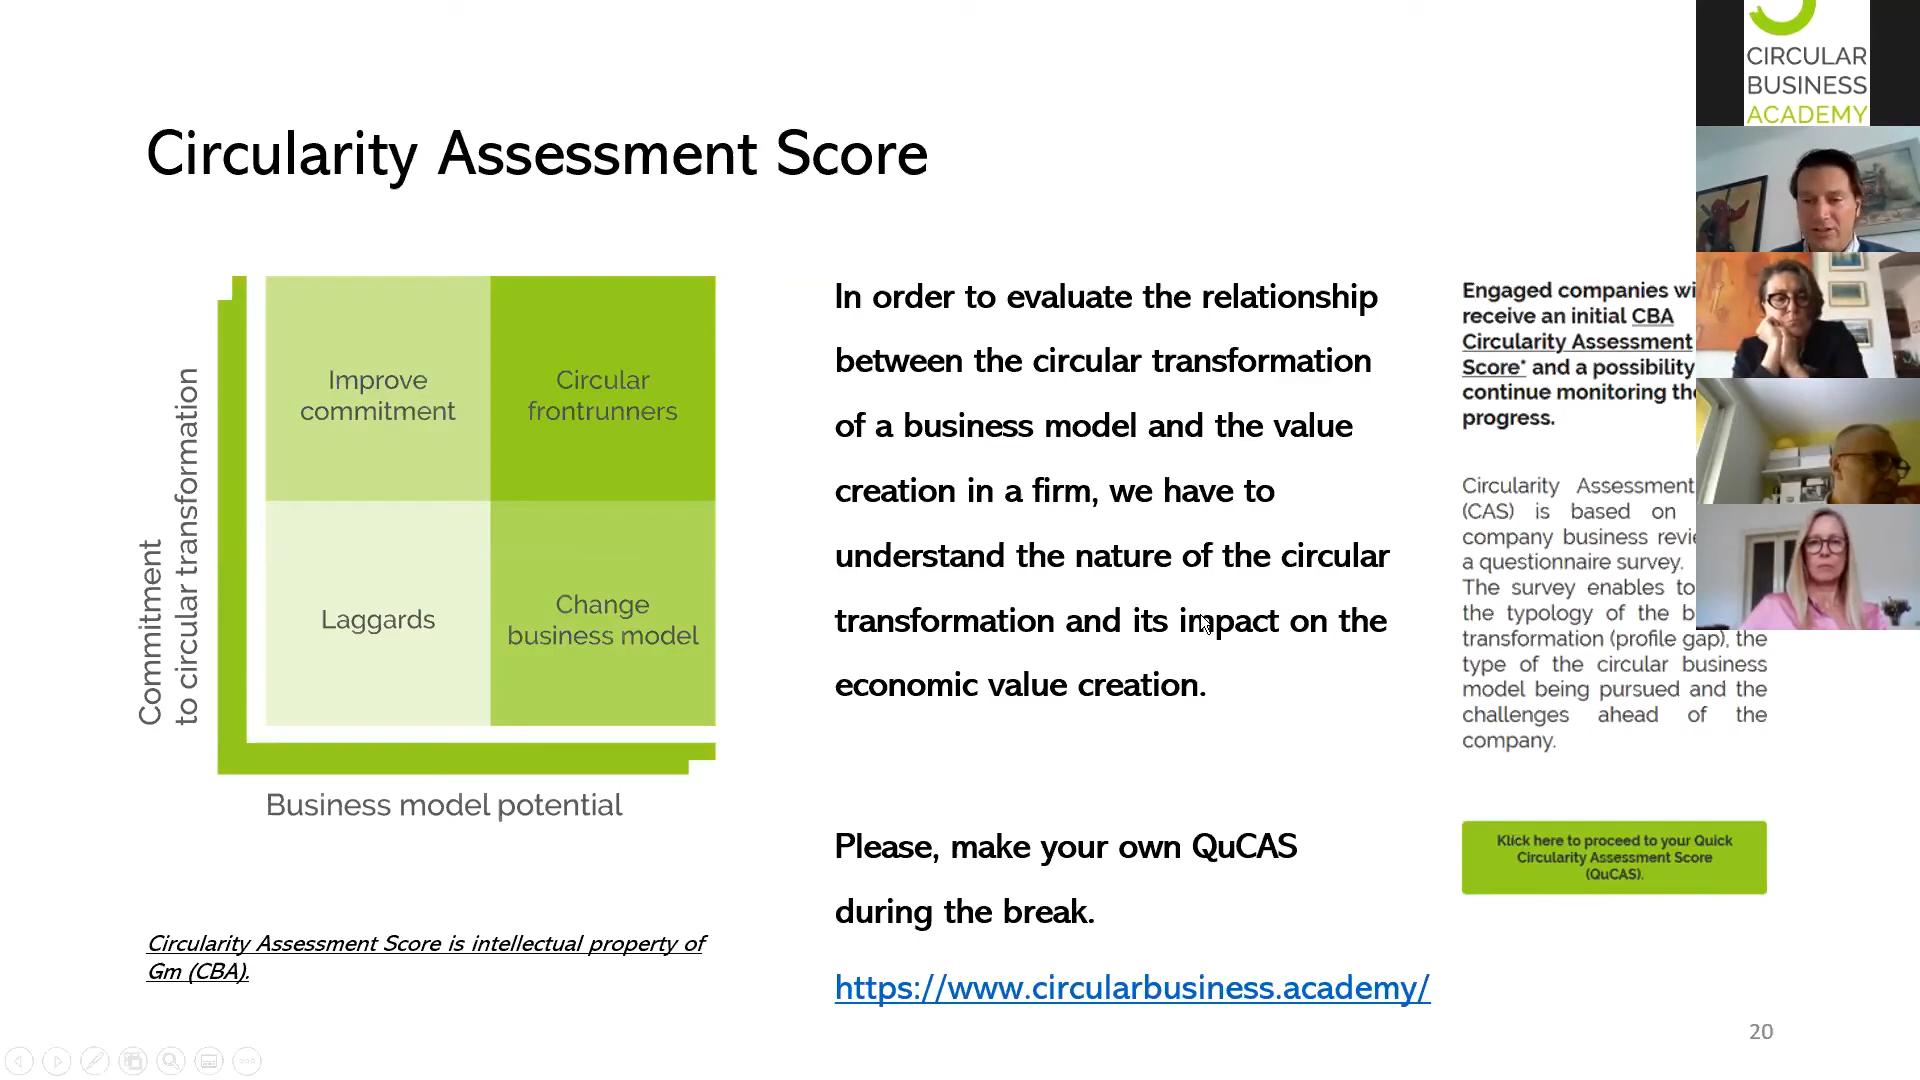 CIRCULAR
BUSINESS
ACADEMY
Circularity Assessment Score
Commitment
to circular transformation
Improve
commitment
Circular
frontrunners
Laggards
Change
business model
Business model potential
Circularity Assessment Score is intellectual property of
Gm (CBA).
In order to evaluate the relationship
between the circular transformation
of a business model and the value
creation in a firm, we have to
understand the nature of the circular
transformation and its impact on the
economic value creation.
Please, make your own QuCAS
during the break.
https://www.circularbusiness.academy/
Engaged companies
receive an initial CBA
Circularity Assessment
Score* and a possibility
continue monitoring
progress.
Circularity Assessment
(CAS) is based on
company business
a questionnaire survey.
The survey enables to
the typology of the
transformation (profile gap), the
type of the circular business
model being pursued and the
challenges ahead of the
company.
Klick here to proceed to your Quick
Circularity Assessment Score
(QuCAS).
20